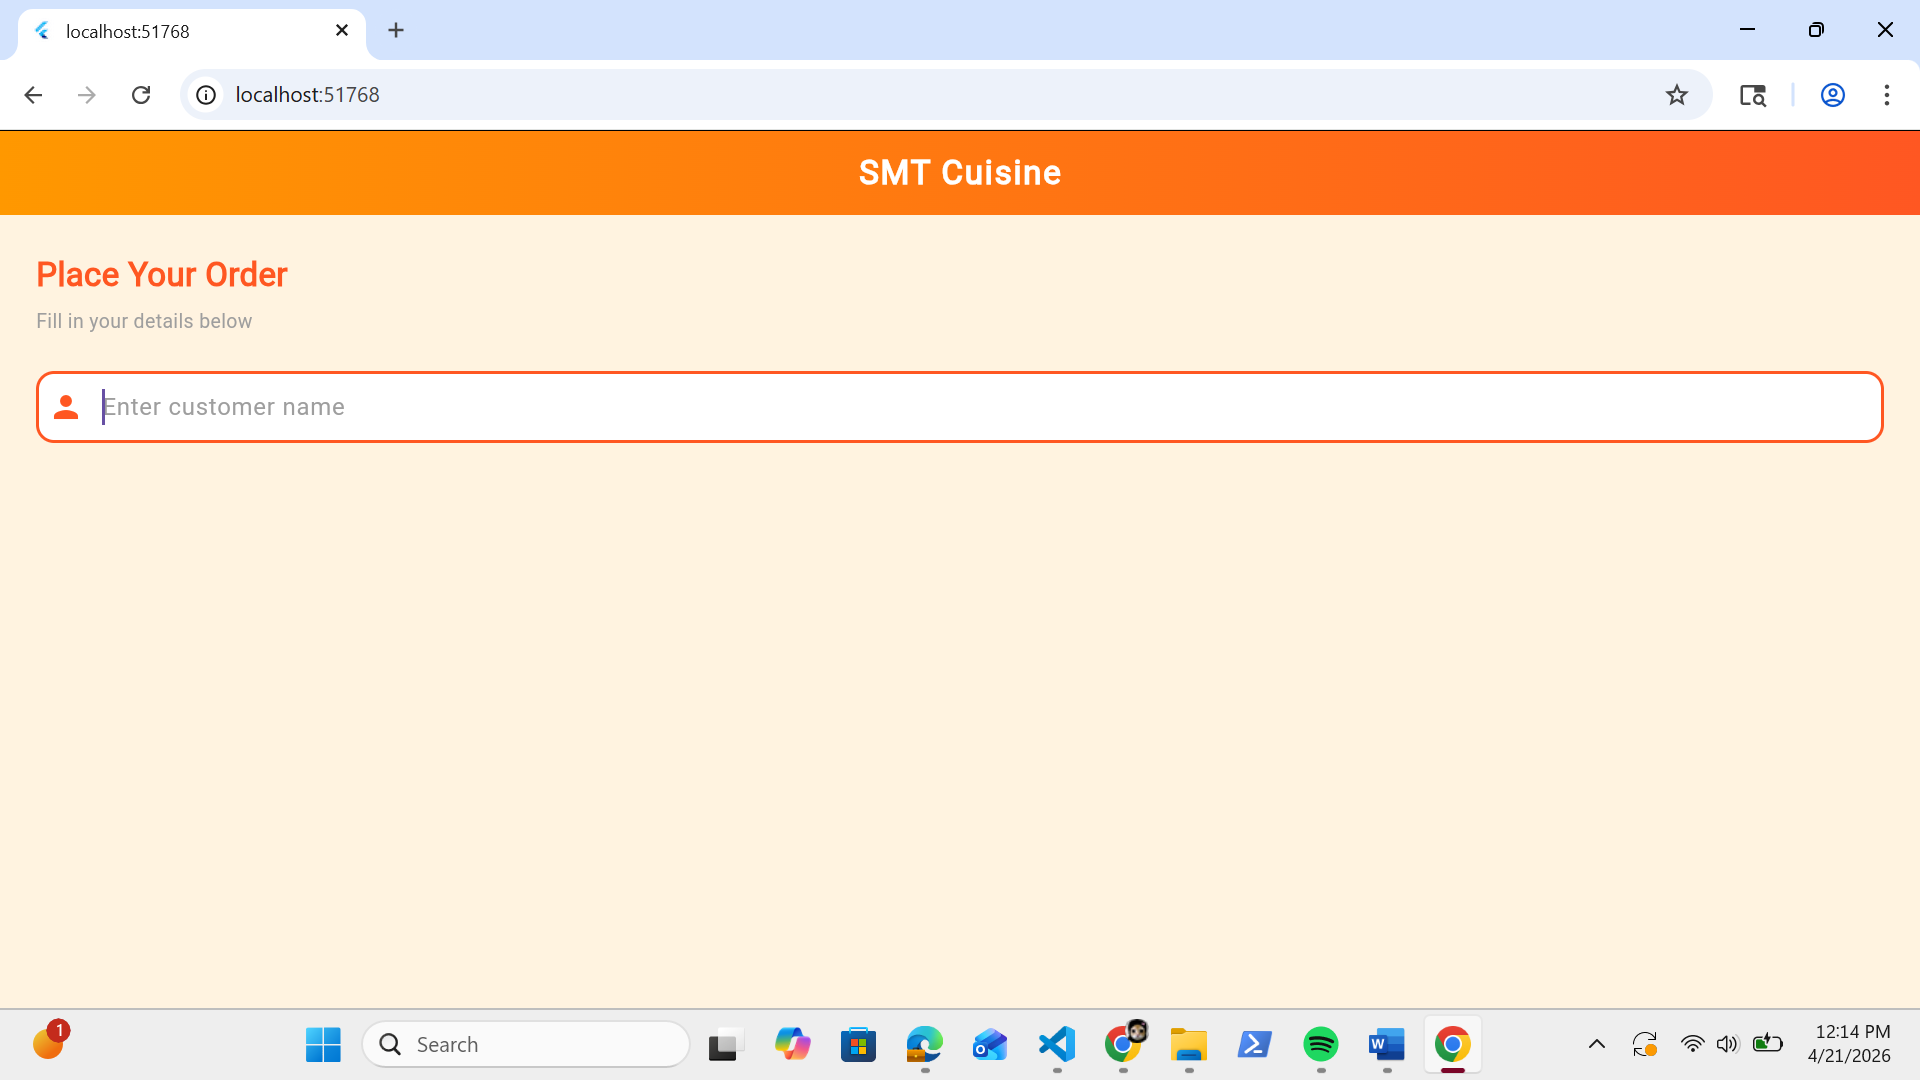 localhost:51768
localhost:51768
SMT Cuisine
Place Your Order
Fill in your details below
Enter customer name
1
Search
W
12:14 PM
4/21/2026